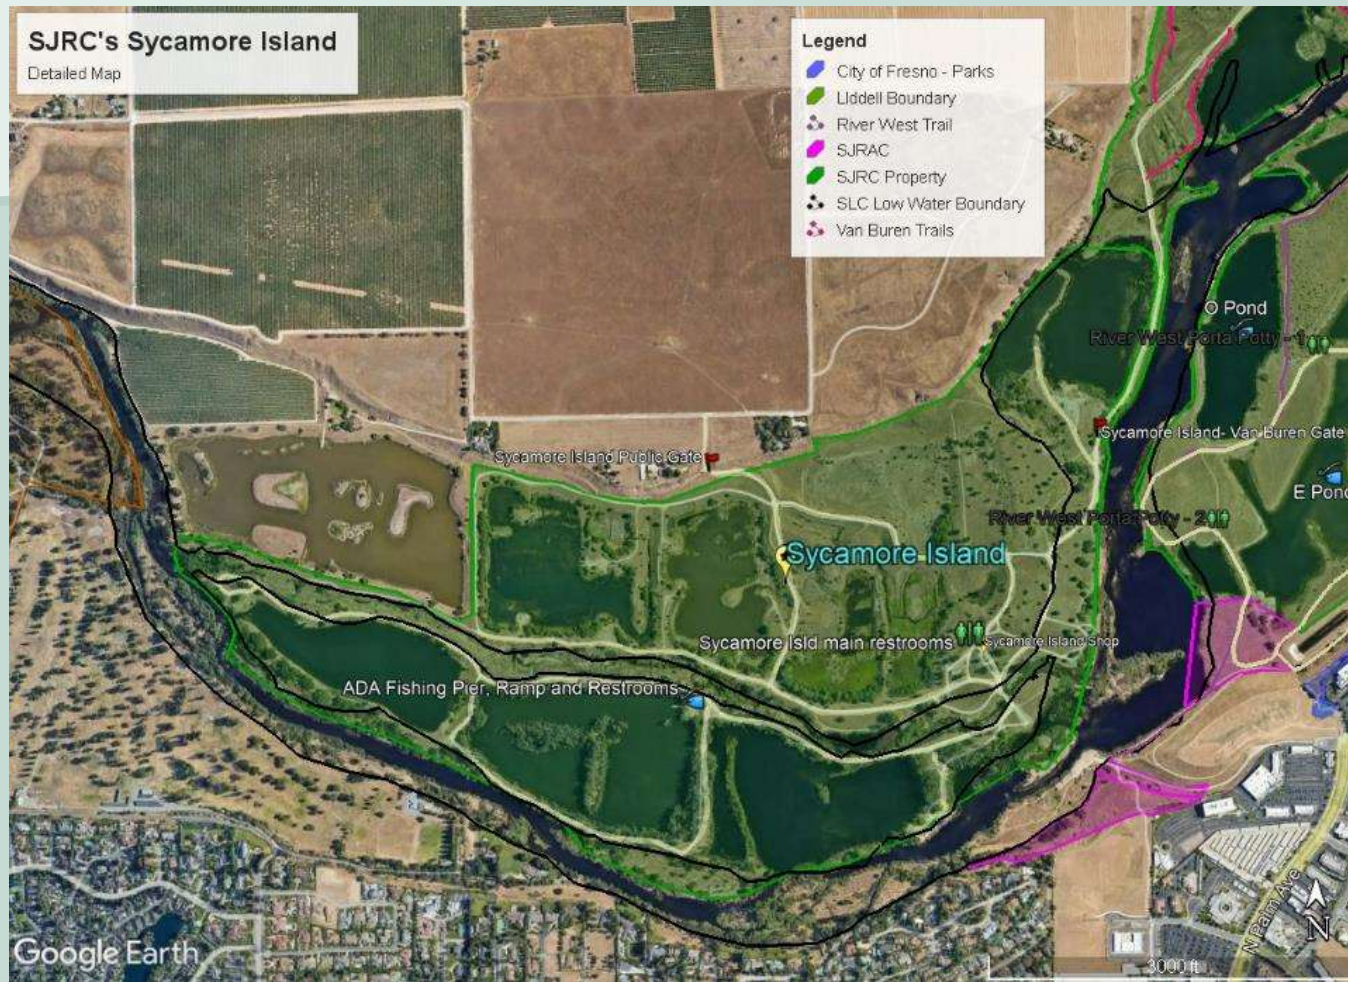 SJRC's Sycamore Island
Detailed Map
Legend
City of Fresno - Parks
Liddell Boundary
River West Trail
SJRAC
SJRC Property
SLC Low Water Boundary
Van Buren Trails
O Pond
River West Porta Potty - 1
Sycamore Island- Van Buren Gate
Sycamore Island Public Gate
E Pond
River West Porta Potty - 2
Sycamore Island
Sycamore Isld main restrooms
Sycamore Island Shop
ADA Fishing Pier, Ramp and Restrooms
N Palm Ave
N
Google Earth
3000 ft